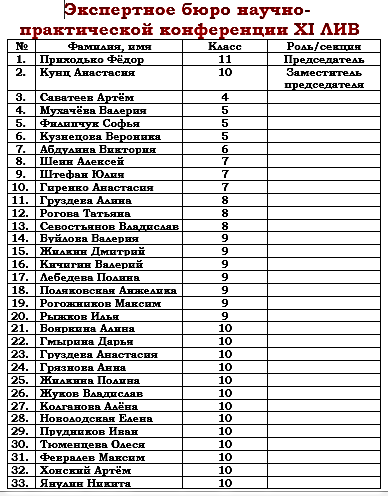 Экспертное бюро научно-
практической конференции XI ЛИВ
№ Фамилия, имя Класс Роль/секция
1. Приходько Фёдор 11 Председатель
2. Кунц Анастасия 10 Заместитель
председателя
3. Саватеев Артём 4
4. Мухачёва Валерия 5
5. Филипчук Софья 5
6. Кузнецова Вероника 5
7. Абдулина Виктория 6
8. Шеин Алексей 7
9. Штефан Юлия 7
10. Гиренко Анастасия 7
11. Груздева Алина 8
12. Рогова Татьяна 8
13. Севостьянов Владислав 8
14. Буйлова Валерия 9
15. Жилкин Дмитрий 9
16. Кичигин Валерий 9
17. Лебедева Полина 9
18. Поляковская Анжелика 9
19. Рогожников Максим 9
20. Рыжков Илья 9
21. Бояркина Алина 10
22. Гмырина Дарья 10
23. Груздева Анастасия 10
24. Грязнова Анна 10
25. Жилкина Полина 10
26. Жуков Владислав 10
27. Колганова Алёна 10
28. Новолодская Елена 10
29. Прудников Иван 10
30. Тюменцева Олеся 10
31. Февралев Максим 10
32. Хонский Артём 10
33. Янулин Никита 10